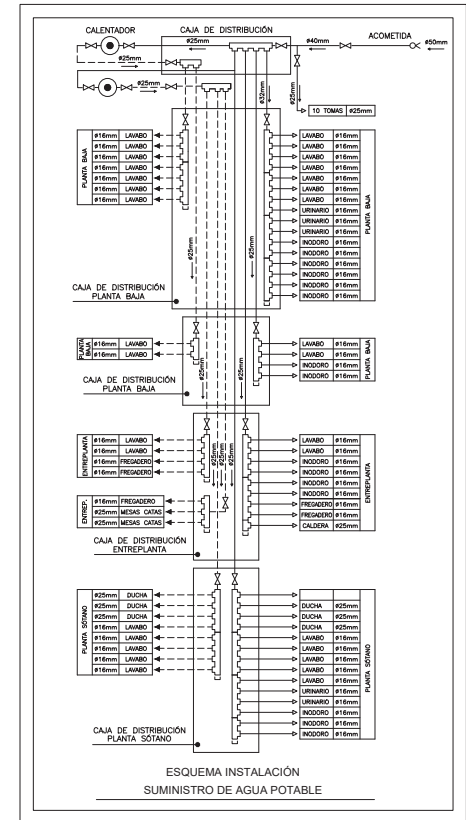 CALENTADOR
CAJA DE DISTRIBUCIÓN
ACOMETIDA
ø25mm
ø40mm
ø50mm
ø25mm
ø25mm
ø32mm
ø25mm
10 TOMAS ø25mm
PLANTA BAJA
ø16mm LAVABO
ø16mm LAVABO
ø16mm LAVABO
ø16mm LAVABO
ø16mm LAVABO
ø16mm LAVABO
ø16mm LAVABO
LAVABO ø16mm
LAVABO ø16mm
LAVABO ø16mm
LAVABO ø16mm
LAVABO ø16mm
LAVABO ø16mm
LAVABO ø16mm
URINARIO ø16mm
URINARIO ø16mm
URINARIO ø16mm
INODORO ø16mm
INODORO ø16mm
INODORO ø16mm
INODORO ø16mm
INODORO ø16mm
INODORO ø16mm
PLANTA BAJA
ø25mm
ø25mm
CAJA DE DISTRIBUCIÓN
PLANTA BAJA
PLANTA
BAJA
ø16mm LAVABO
ø16mm LAVABO
LAVABO ø16mm
LAVABO ø16mm
INODORO ø16mm
INODORO ø16mm
PLANTA BAJA
CAJA DE DISTRIBUCIÓN
PLANTA BAJA
ø25mm
ø25mm
ENTREPLANTA
ø16mm LAVABO
ø16mm LAVABO
ø16mm FREGADERO
ø16mm FREGADERO
ENTREP.
ø16mm FREGADERO
ø25mm MESAS CATAS
ø25mm MESAS CATAS
ø25mm
ø25mm
ø25mm
LAVABO ø16mm
LAVABO ø16mm
INODORO ø16mm
INODORO ø16mm
INODORO ø16mm
INODORO ø16mm
FREGADERO ø16mm
FREGADERO ø16mm
CALDERA ø25mm
ENTREPLANTA
CAJA DE DISTRIBUCIÓN
ENTREPLANTA
PLANTA SÓTANO
ø25mm DUCHA
ø25mm DUCHA
ø25mm DUCHA
ø16mm LAVABO
ø16mm LAVABO
ø16mm LAVABO
ø16mm LAVABO
ø16mm LAVABO
DUCHA ø25mm
DUCHA ø25mm
DUCHA ø25mm
LAVABO ø16mm
LAVABO ø16mm
LAVABO ø16mm
LAVABO ø16mm
LAVABO ø16mm
URINARIO ø16mm
URINARIO ø16mm
INODORO ø16mm
INODORO ø16mm
INODORO ø16mm
PLANTA SÓTANO
CAJA DE DISTRIBUCIÓN
PLANTA SÓTANO
ESQUEMA INSTALACIÓN
SUMINISTRO DE AGUA POTABLE